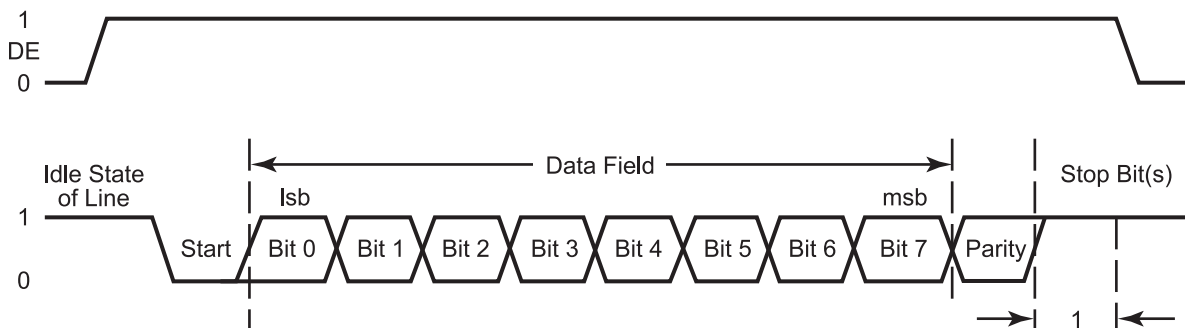 1
DE
0
Data Field
Idle State
of Line
Stop Bit(s)
lsb
msb
1
Start
Bit 0
Bit 1
Bit 2
Bit 3
Bit 4
Bit 5
Bit 6
Bit 7
Parity
0
1